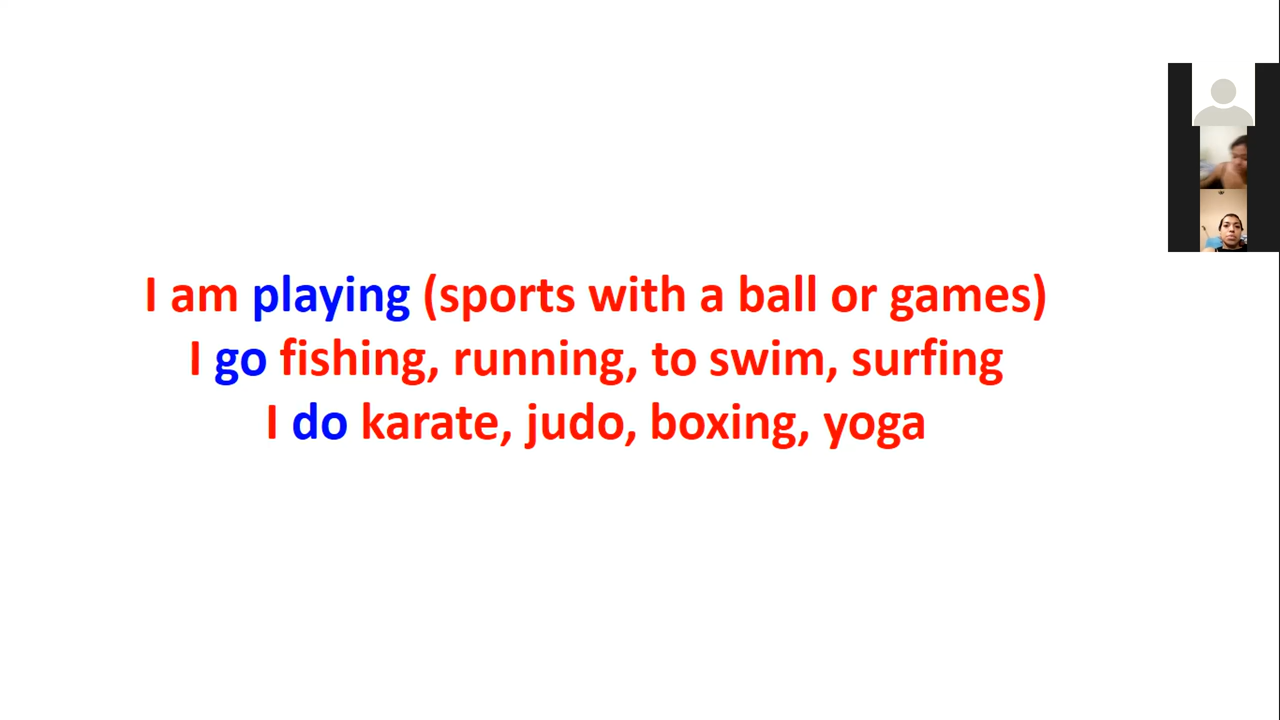 I am playing (sports with a ball or games)
I go fishing, running, to swim, surfing
I do karate, judo, boxing, yoga